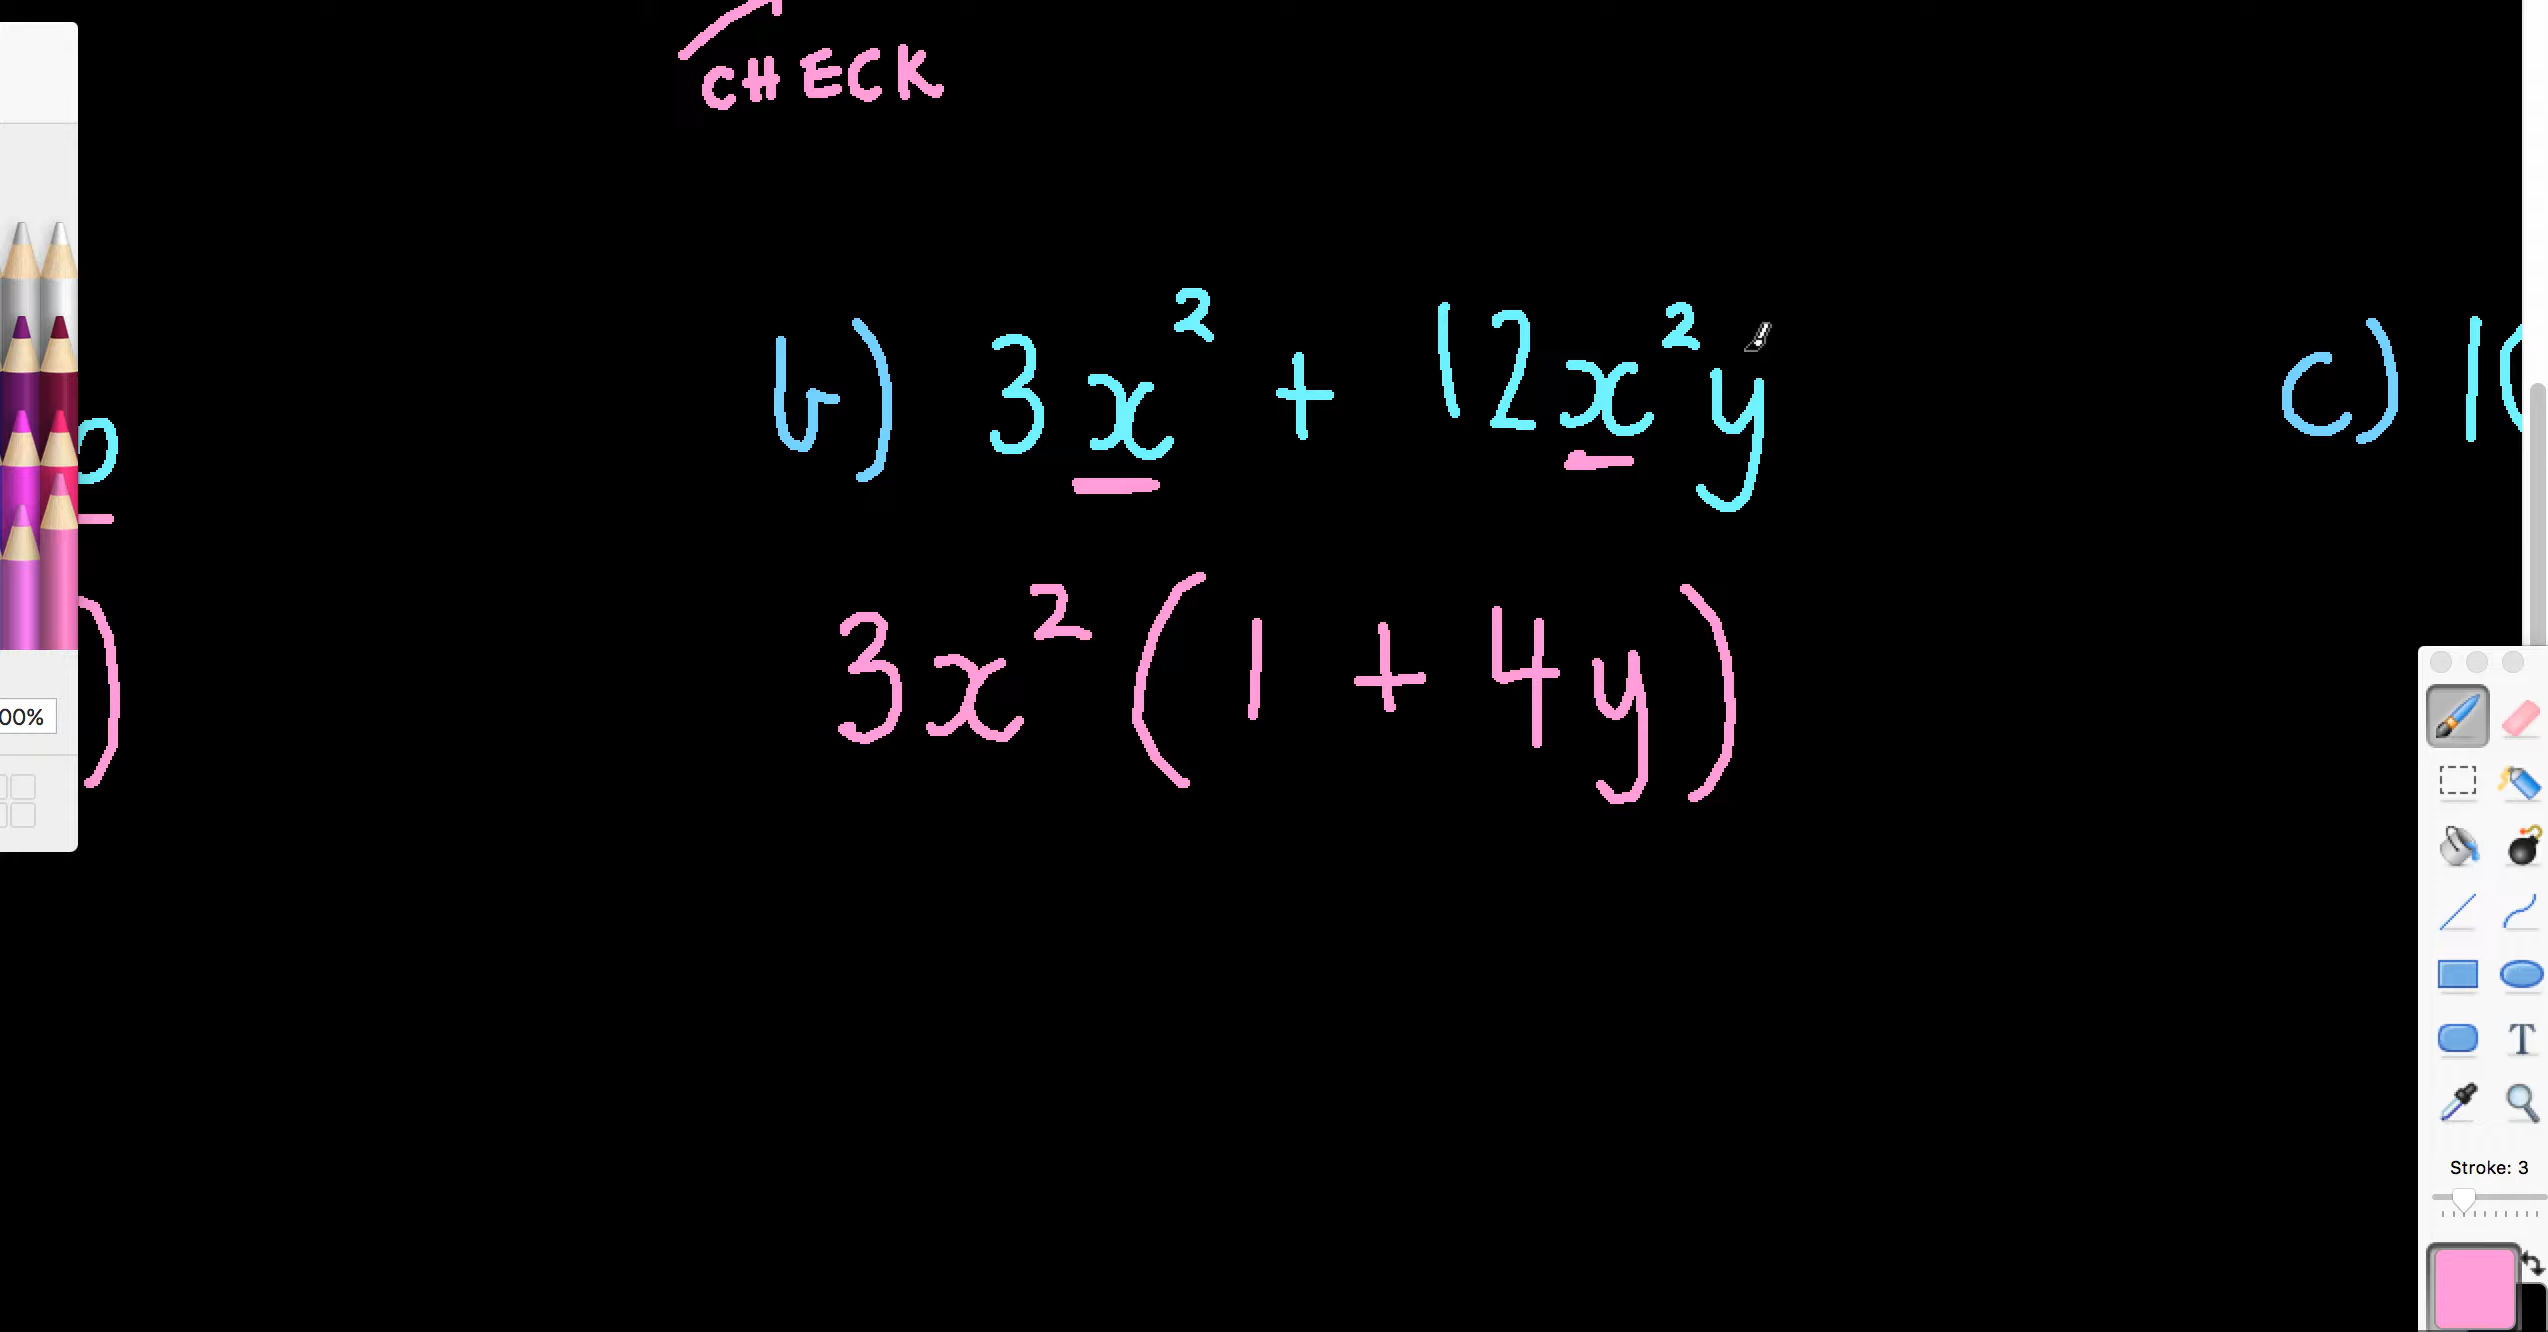 CHECK
b) 3x² + 12x²y
c) 1
3x² (1 + 4y)
)
00%
Stroke: 3
T